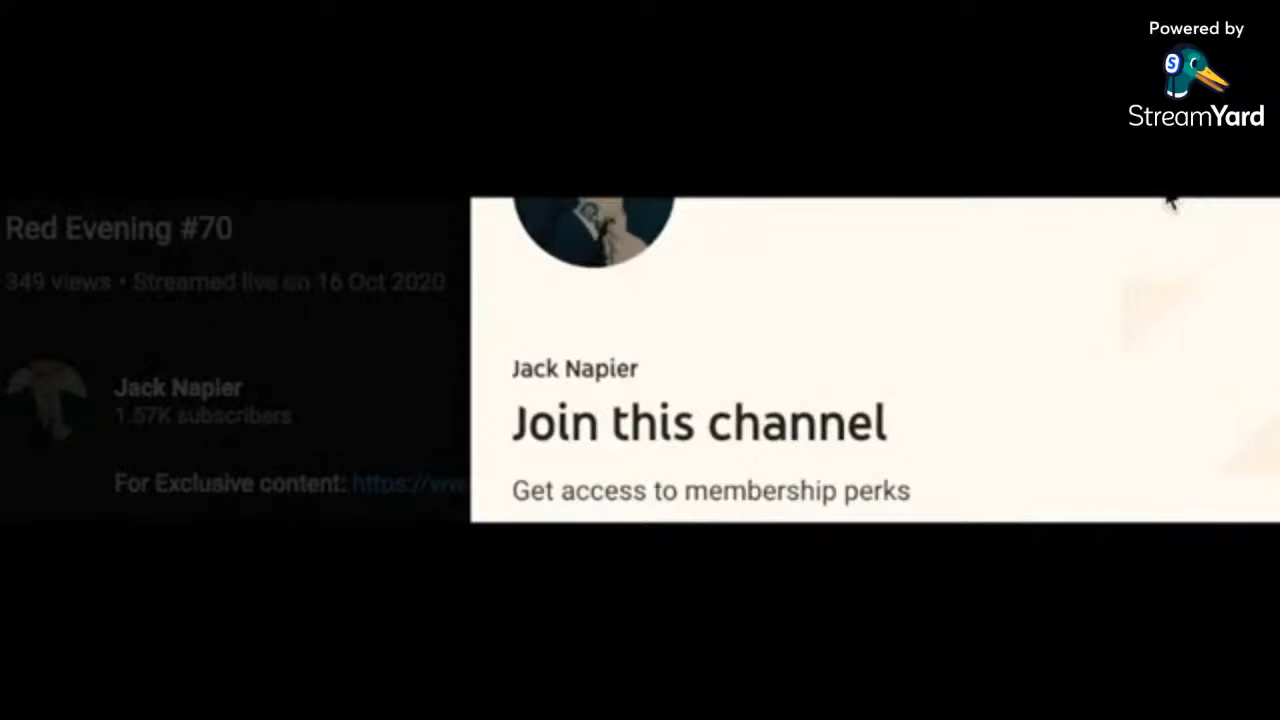 Powered by
StreamYard
Red Evening #70
349 views • Streamed live on 16 Oct 2020
Jack Napier
1.57K subscribers
For Exclusive content:
Jack Napier
Join this channel
Get access to membership perks